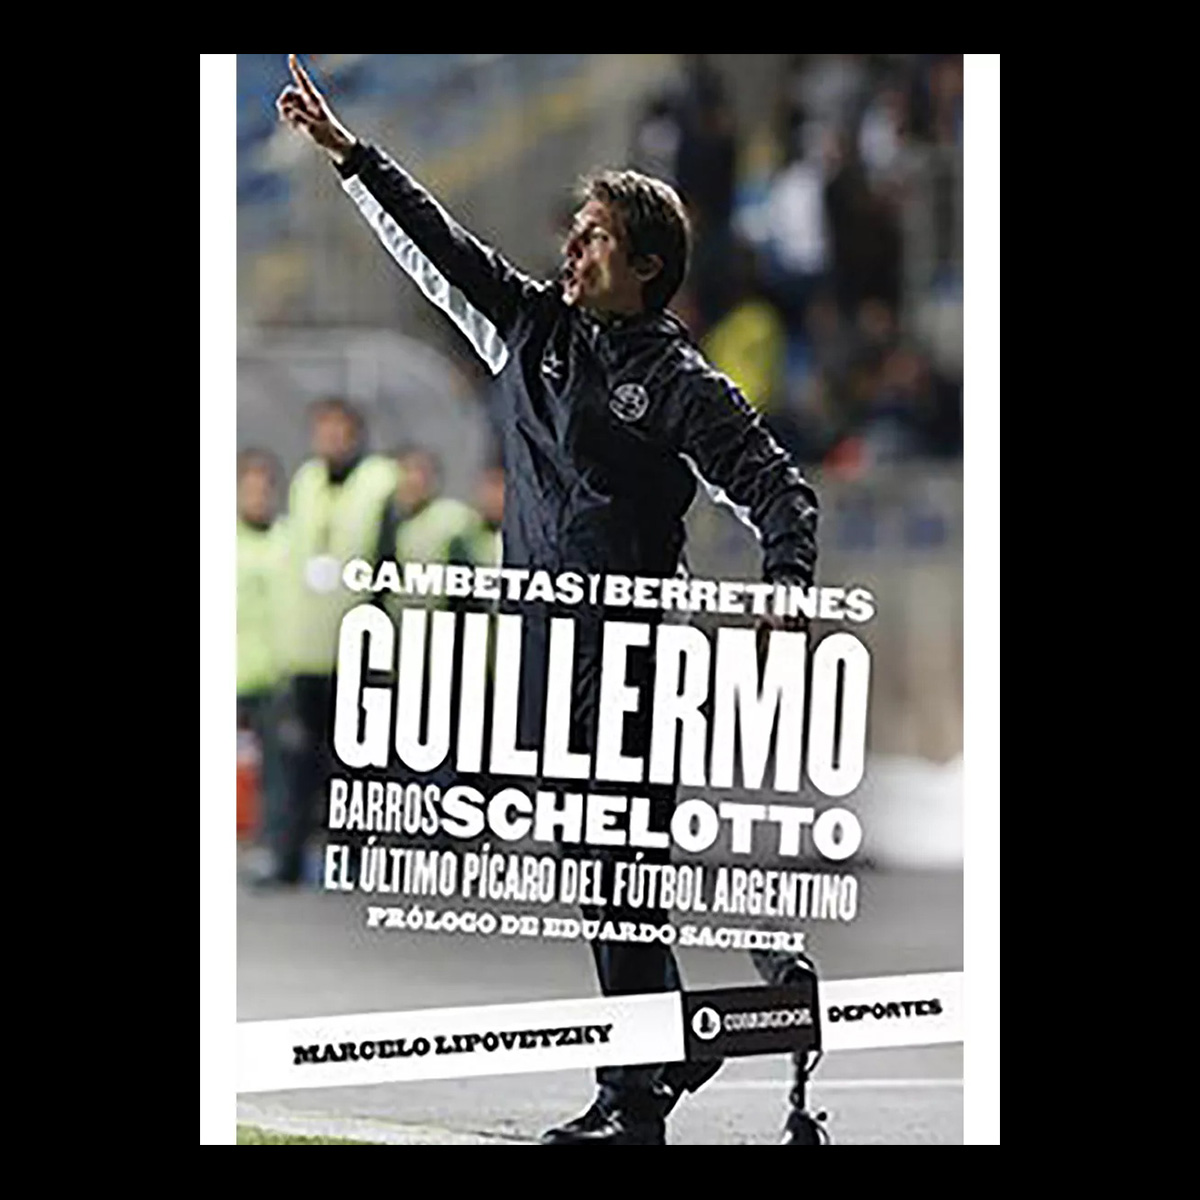 GAMBETAS Y BERRETINES
GUILLERMO
BARROS SCHELOTTO
EL ÚLTIMO PÍCARO DEL FÚTBOL ARGENTINO
PRÓLOGO DE EDUARDO SACHERI
MARCELO LIPOVETZKY
CORREGIDOR DEPORTES